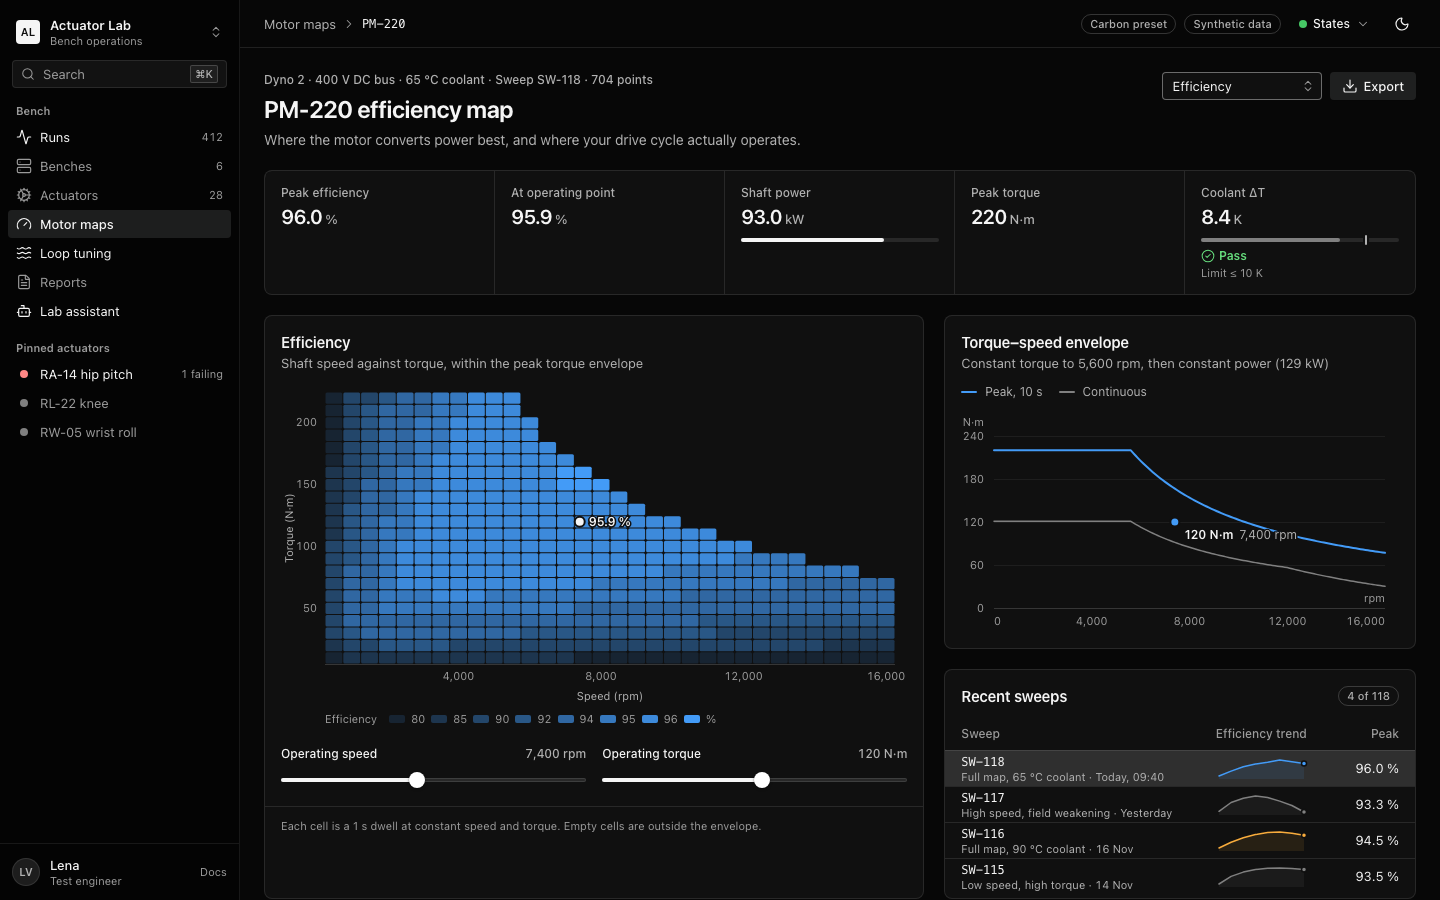 AL
Actuator Lab
Bench operations
Search
⌘K
Bench
Runs 412
Benches 6
Actuators 28
Motor maps
Loop tuning
Reports
Lab assistant
Pinned actuators
RA-14 hip pitch 1 failing
RL-22 knee
RW-05 wrist roll
LV
Lena
Test engineer
Docs
Motor maps > PM-220
Carbon preset
Synthetic data
States
Dyno 2 · 400 V DC bus · 65 °C coolant · Sweep SW-118 · 704 points
PM-220 efficiency map
Where the motor converts power best, and where your drive cycle actually operates.
Efficiency
Export
Peak efficiency
96.0 %
At operating point
95.9 %
Shaft power
93.0 kW
Peak torque
220 N·m
Coolant ΔT
8.4 K
Pass
Limit ≤ 10 K
Efficiency
Shaft speed against torque, within the peak torque envelope
200
150
100
50
Torque (N·m)
95.9 %
4,000 8,000 12,000 16,000
Speed (rpm)
Efficiency 80 85 90 92 94 95 96 %
Operating speed 7,400 rpm
Operating torque 120 N·m
Each cell is a 1 s dwell at constant speed and torque. Empty cells are outside the envelope.
Torque–speed envelope
Constant torque to 5,600 rpm, then constant power (129 kW)
Peak, 10 s Continuous
N·m
240
180
120
60
0
120 N·m 7,400 rpm
rpm
0 4,000 8,000 12,000 16,000
Recent sweeps
4 of 118
Sweep Efficiency trend Peak
SW-118
Full map, 65 °C coolant · Today, 09:40
96.0 %
SW-117
High speed, field weakening · Yesterday
93.3 %
SW-116
Full map, 90 °C coolant · 16 Nov
94.5 %
SW-115
Low speed, high torque · 14 Nov
93.5 %